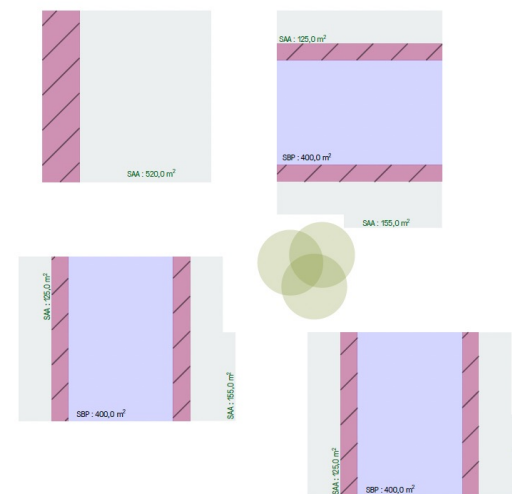 SAA : 125,0 m²
SBP : 400,0 m²
SAA : 520,0 m²
SAA : 155,0 m²
SAA : 125,0 m²
SAA : 155,0 m²
SBP : 400,0 m²
SAA : 125,0 m²
SBP : 400,0 m²